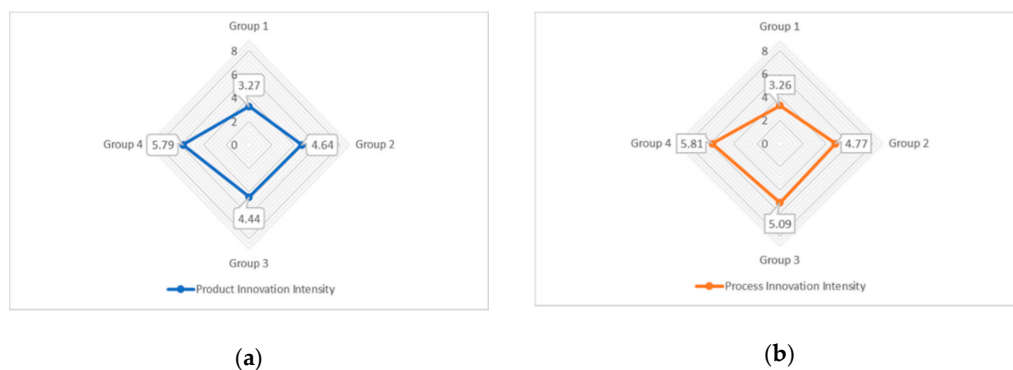 Group 1
8
6
3.27
4
2
Group 4
5.79
0
4.64
Group 2
4.44
Group 3
Product Innovation Intensity
(a)
Group 1
8
6
3.26
4
2
Group 4
5.81
0
4.77
Group 2
5.09
Group 3
Process Innovation Intensity
(b)